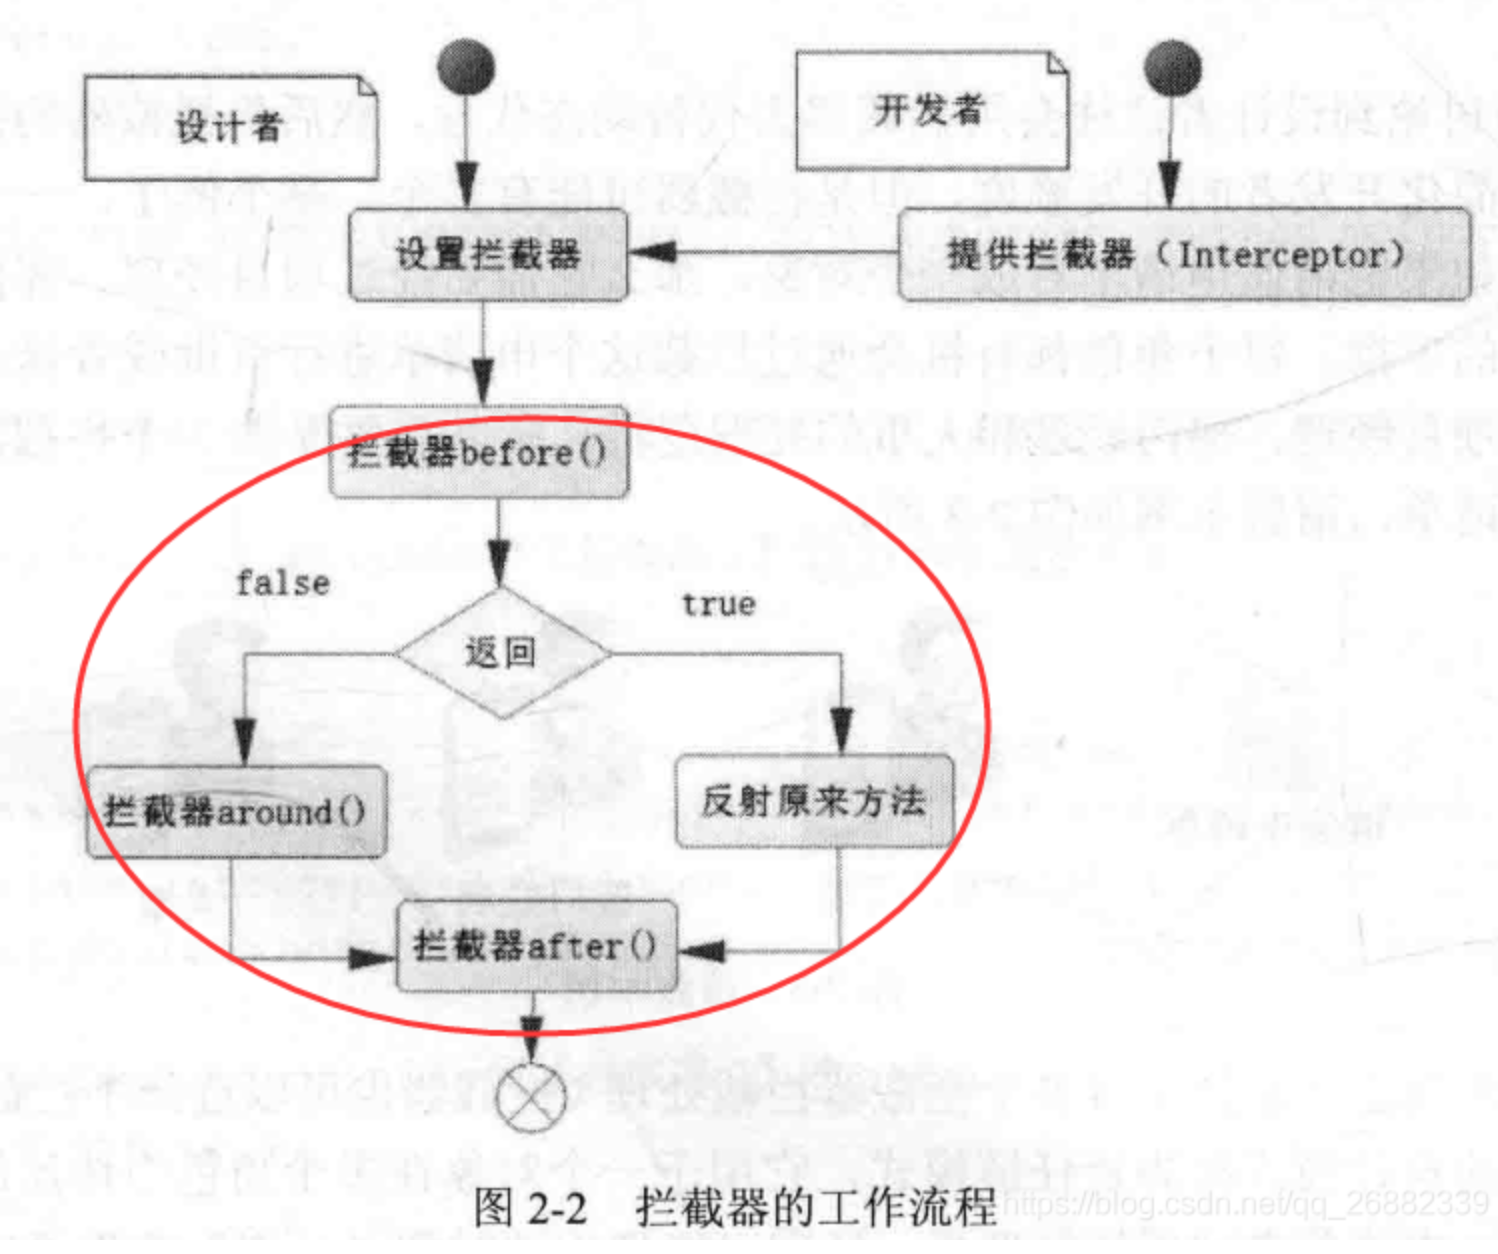 设计者
开发者
设置拦截器
提供拦截器（Interceptor）
拦截器before()
false
true
返回
拦截器around()
反射原来方法
拦截器after()
图 2-2 拦截器的工作流程
https://blog.csdn.net/qq_26882339